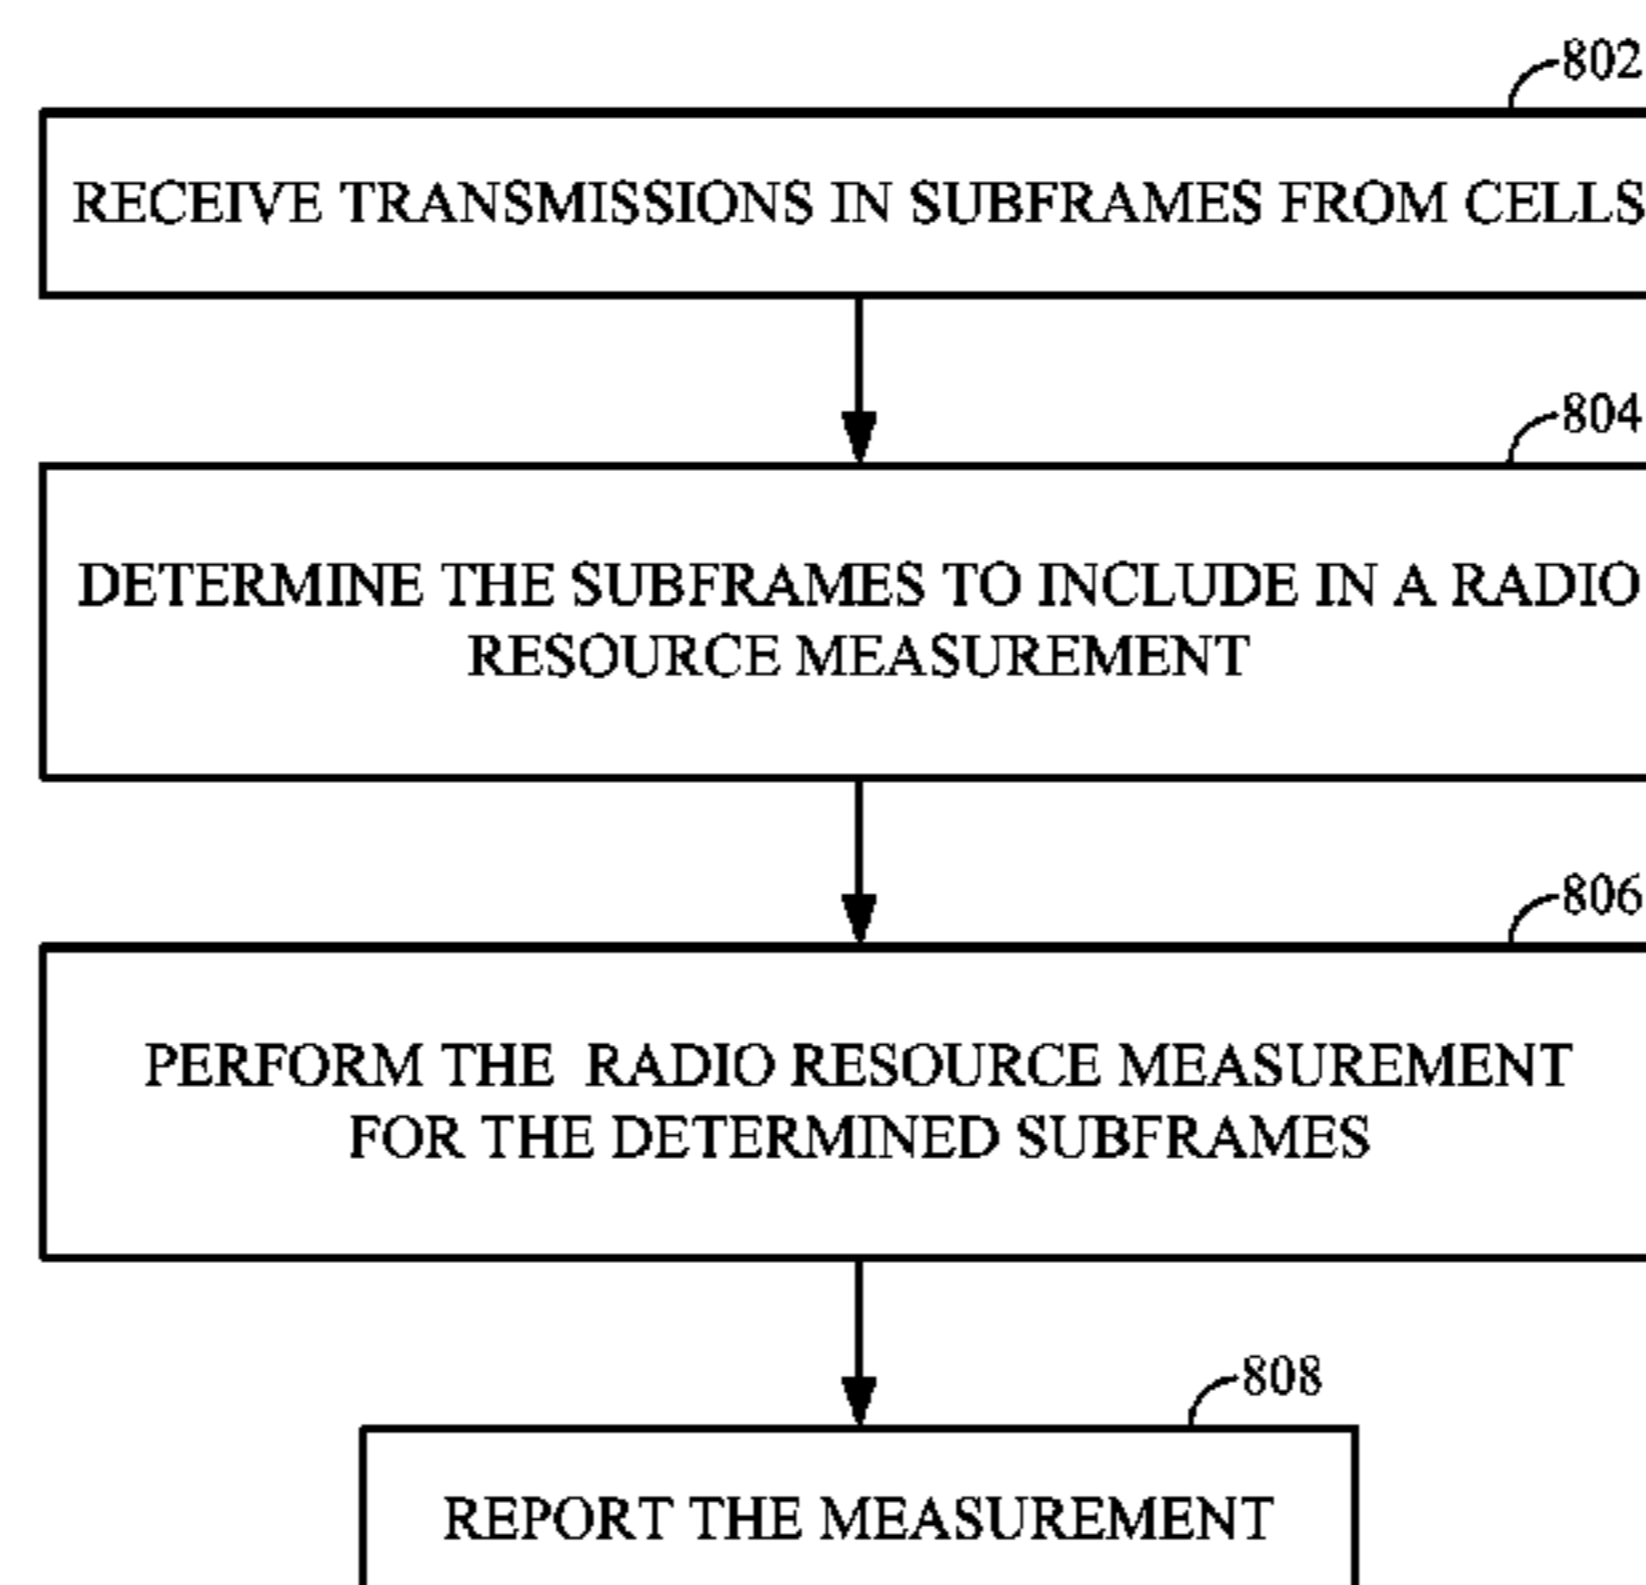 802
RECEIVE TRANSMISSIONS IN SUBFRAMES FROM CELLS
804
DETERMINE THE SUBFRAMES TO INCLUDE IN A RADIO
RESOURCE MEASUREMENT
806
PERFORM THE RADIO RESOURCE MEASUREMENT
FOR THE DETERMINED SUBFRAMES
808
REPORT THE MEASUREMENT